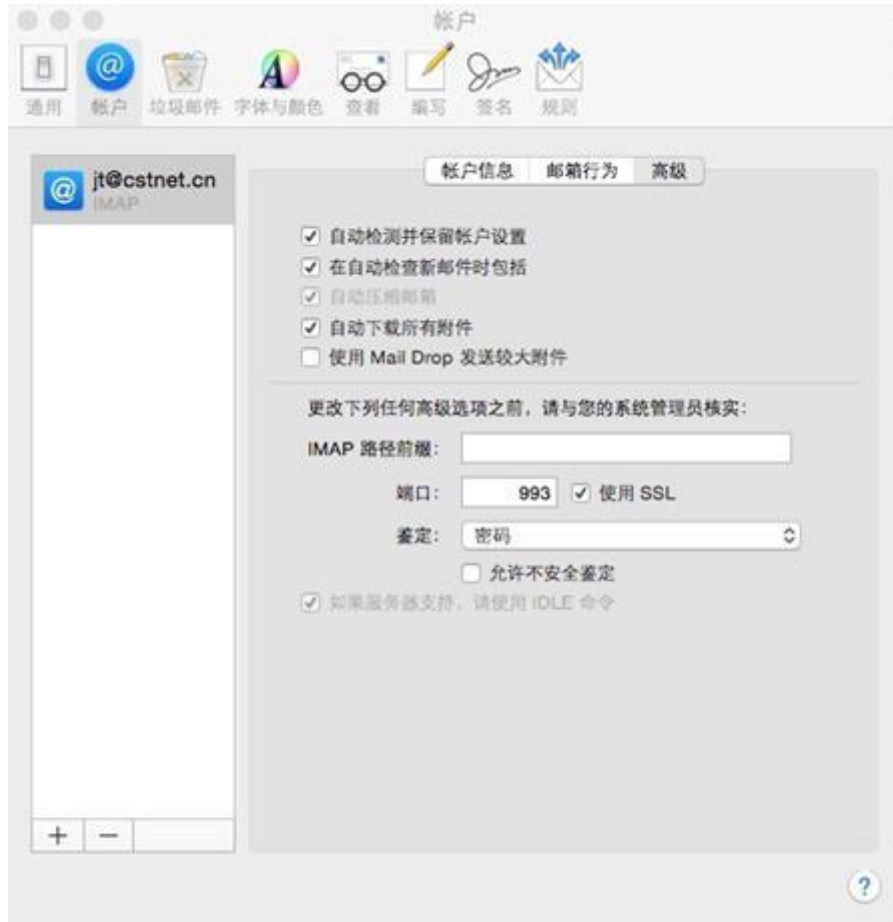 帐户
通用 帐户 垃圾邮件 字体与颜色 查看 编写 签名 规则
jt@cstnet.cn
IMAP
帐户信息 邮箱行为 高级
自动检测并保留帐户设置
在自动检查新邮件时包括
自动压缩邮箱
自动下载所有附件
使用 Mail Drop 发送较大附件
更改下列任何高级选项之前，请与您的系统管理员核实：
IMAP 路径前缀：
端口： 993 使用 SSL
鉴定： 密码
允许不安全鉴定
如果服务器支持，请使用 IDLE 命令
+ −
?